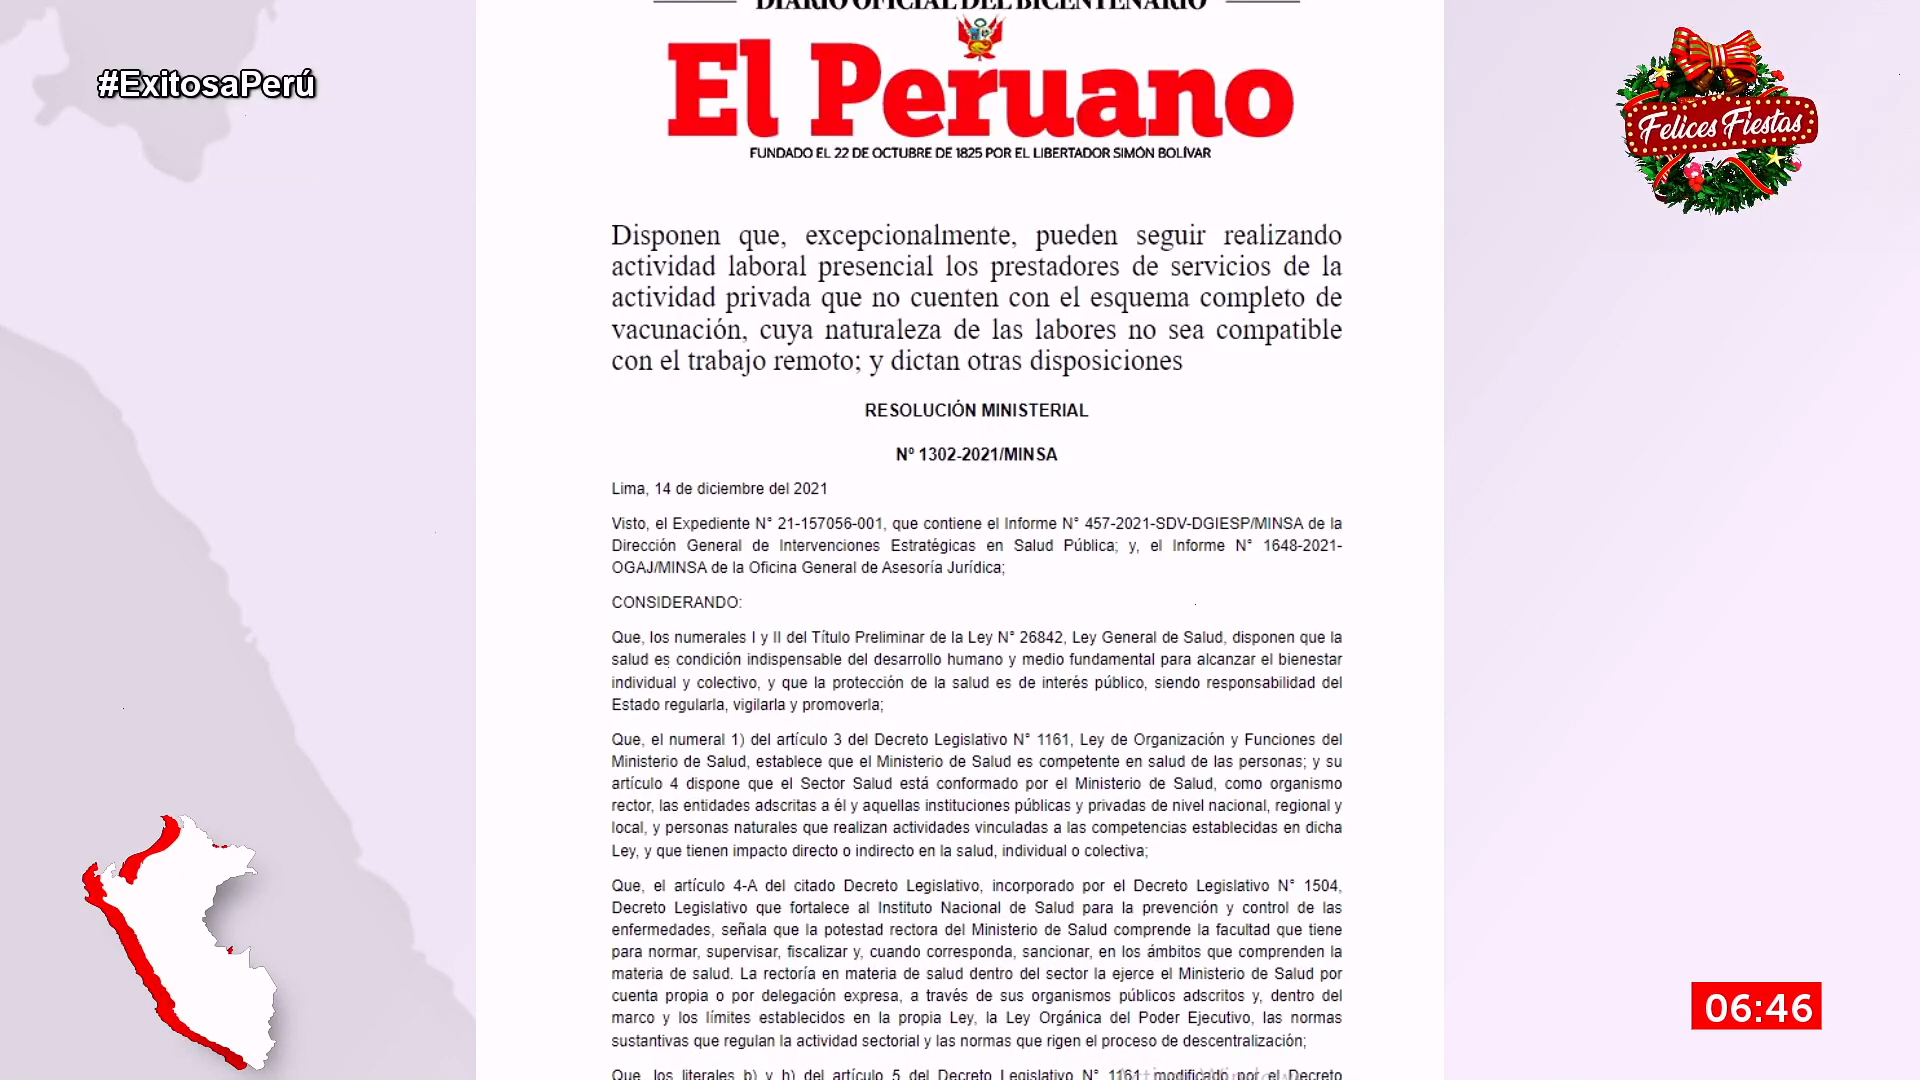 DIARIO OFICIAL DEL BICENTENARIO
#ExitosaPerú
El Peruano
Felices Fiestas
FUNDADO EL 22 DE OCTUBRE DE 1825 POR EL LIBERTADOR SIMÓN BOLÍVAR
Disponen que, excepcionalmente, pueden seguir realizando
actividad laboral presencial los prestadores de servicios de la
actividad privada que no cuenten con el esquema completo de
vacunación, cuya naturaleza de las labores no sea compatible
con el trabajo remoto; y dictan otras disposiciones
RESOLUCIÓN MINISTERIAL
Nº 1302-2021/MINSA
Lima, 14 de diciembre del 2021
Visto, el Expediente N° 21-157056-001, que contiene el Informe N° 457-2021-SDV-DGIESP/MINSA de la
Dirección General de Intervenciones Estratégicas en Salud Pública; y, el Informe N° 1648-2021-
OGAJ/MINSA de la Oficina General de Asesoría Jurídica;
CONSIDERANDO:
Que, los numerales I y II del Título Preliminar de la Ley N° 26842, Ley General de Salud, disponen que la
salud es condición indispensable del desarrollo humano y medio fundamental para alcanzar el bienestar
individual y colectivo, y que la protección de la salud es de interés público, siendo responsabilidad del
Estado regularla, vigilarla y promoverla;
Que, el numeral 1) del artículo 3 del Decreto Legislativo N° 1161, Ley de Organización y Funciones del
Ministerio de Salud, establece que el Ministerio de Salud es competente en salud de las personas; y su
artículo 4 dispone que el Sector Salud está conformado por el Ministerio de Salud, como organismo
rector, las entidades adscritas a él y aquellas instituciones públicas y privadas de nivel nacional, regional y
local, y personas naturales que realizan actividades vinculadas a las competencias establecidas en dicha
Ley, y que tienen impacto directo o indirecto en la salud, individual o colectiva;
Que, el artículo 4-A del citado Decreto Legislativo, incorporado por el Decreto Legislativo N° 1504,
Decreto Legislativo que fortalece al Instituto Nacional de Salud para la prevención y control de las
enfermedades, señala que la potestad rectora del Ministerio de Salud comprende la facultad que tiene
para normar, supervisar, fiscalizar y, cuando corresponda, sancionar, en los ámbitos que comprenden la
materia de salud. La rectoría en materia de salud dentro del sector la ejerce el Ministerio de Salud por
cuenta propia o por delegación expresa, a través de sus organismos públicos adscritos y, dentro del
marco y los límites establecidos en la propia Ley, la Ley Orgánica del Poder Ejecutivo, las normas
sustantivas que regulan la actividad sectorial y las normas que rigen el proceso de descentralización;
Que, los literales b) y h) del artículo 5 del Decreto Legislativo N° 1161, modificado por el Decreto
06:46